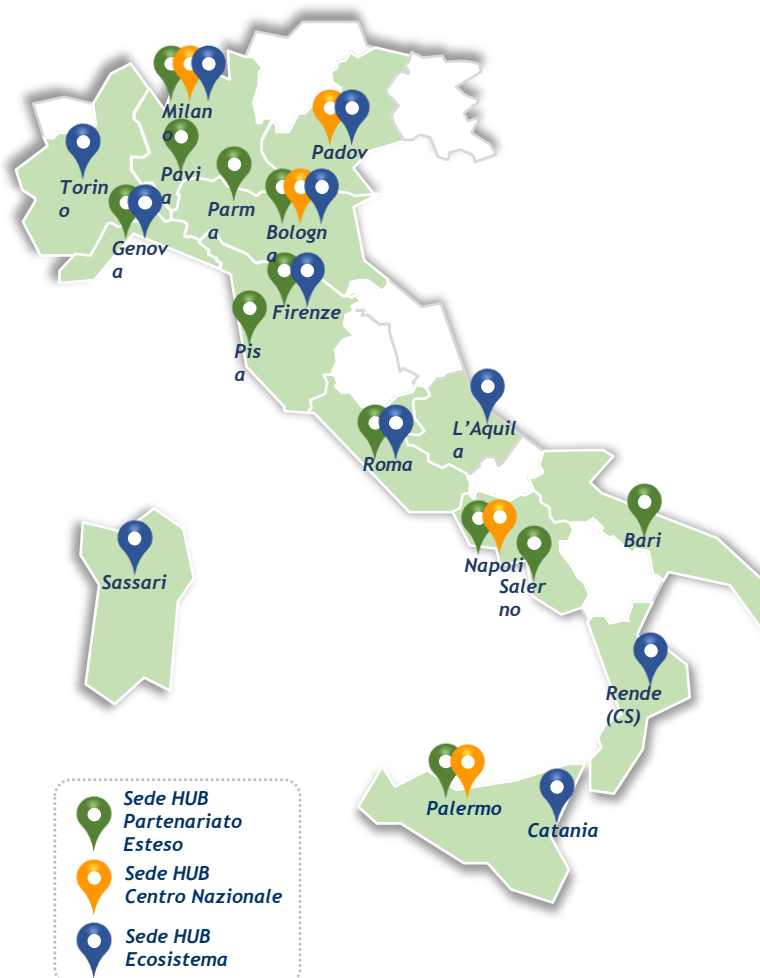 Milan
o
Padov
Pavi
a
Torin
o
Parm
a
Bologn
a
Genov
a
Firenze
Pis
a
L’Aquil
a
Roma
Bari
Napoli
Saler
no
Sassari
Rende
(CS)
Palermo
Catania
Sede HUB
Partenariato
Esteso
Sede HUB
Centro Nazionale
Sede HUB
Ecosistema